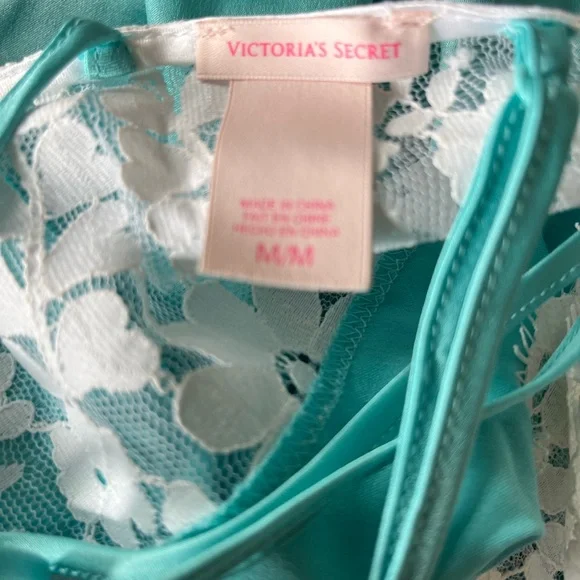 VICTORIA'S SECRET
MADE IN CHINA
FAIT EN CHINE
HECHO EN CHINA
M/M